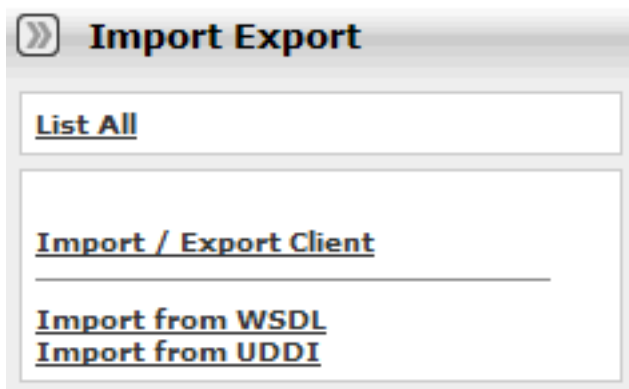 Import Export
List All
Import / Export Client
Import from WSDL
Import from UDDI